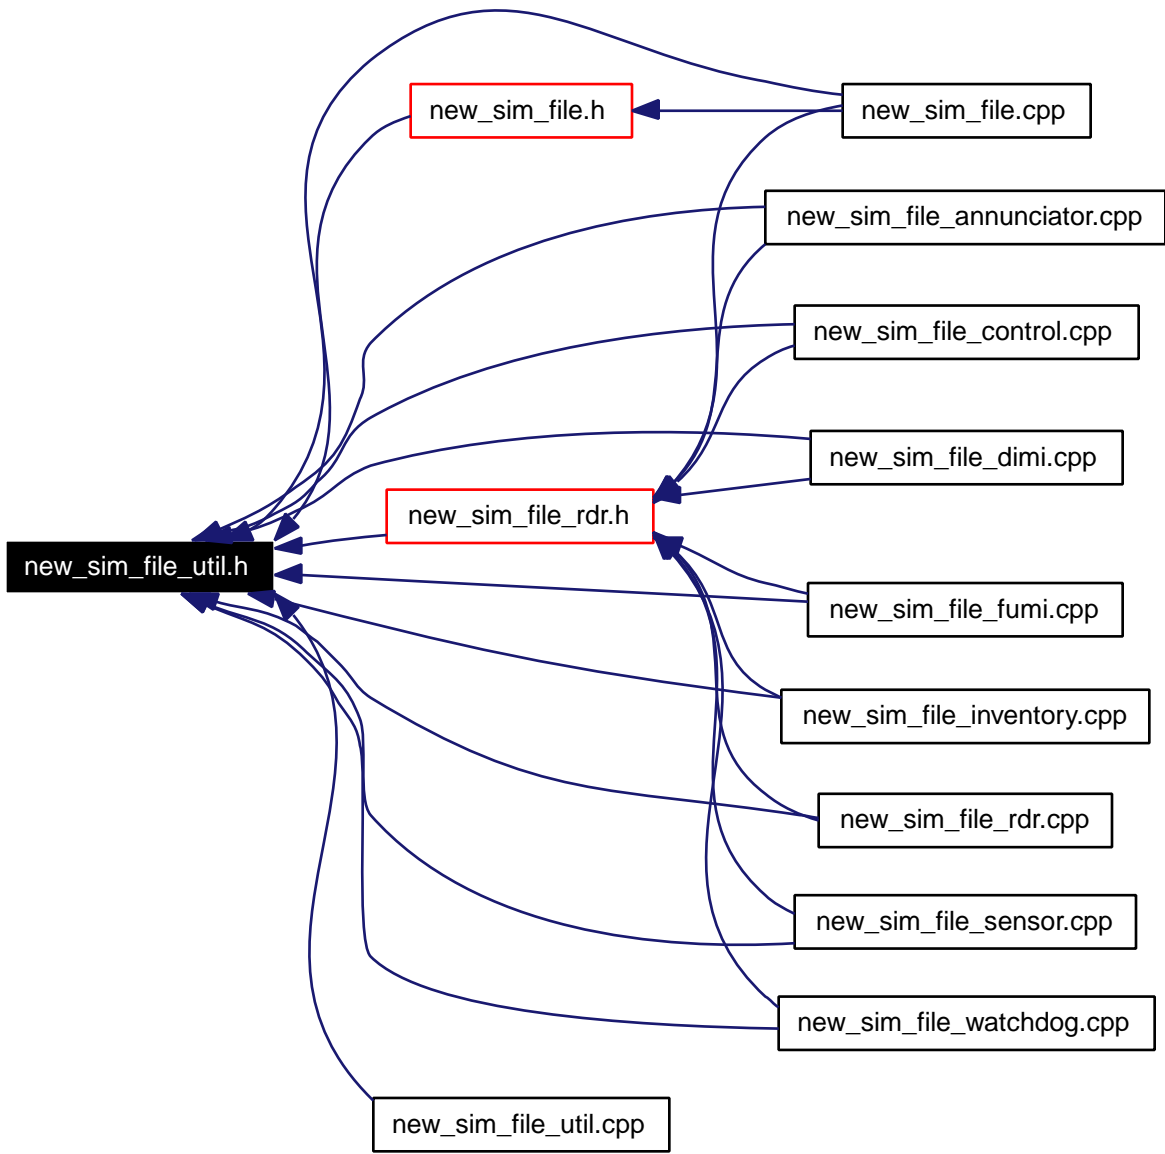 new_sim_file.h
new_sim_file.cpp
new_sim_file_annunciator.cpp
new_sim_file_control.cpp
new_sim_file_dimi.cpp
new_sim_file_rdr.h
new_sim_file_util.h
new_sim_file_fumi.cpp
new_sim_file_inventory.cpp
new_sim_file_rdr.cpp
new_sim_file_sensor.cpp
new_sim_file_watchdog.cpp
new_sim_file_util.cpp